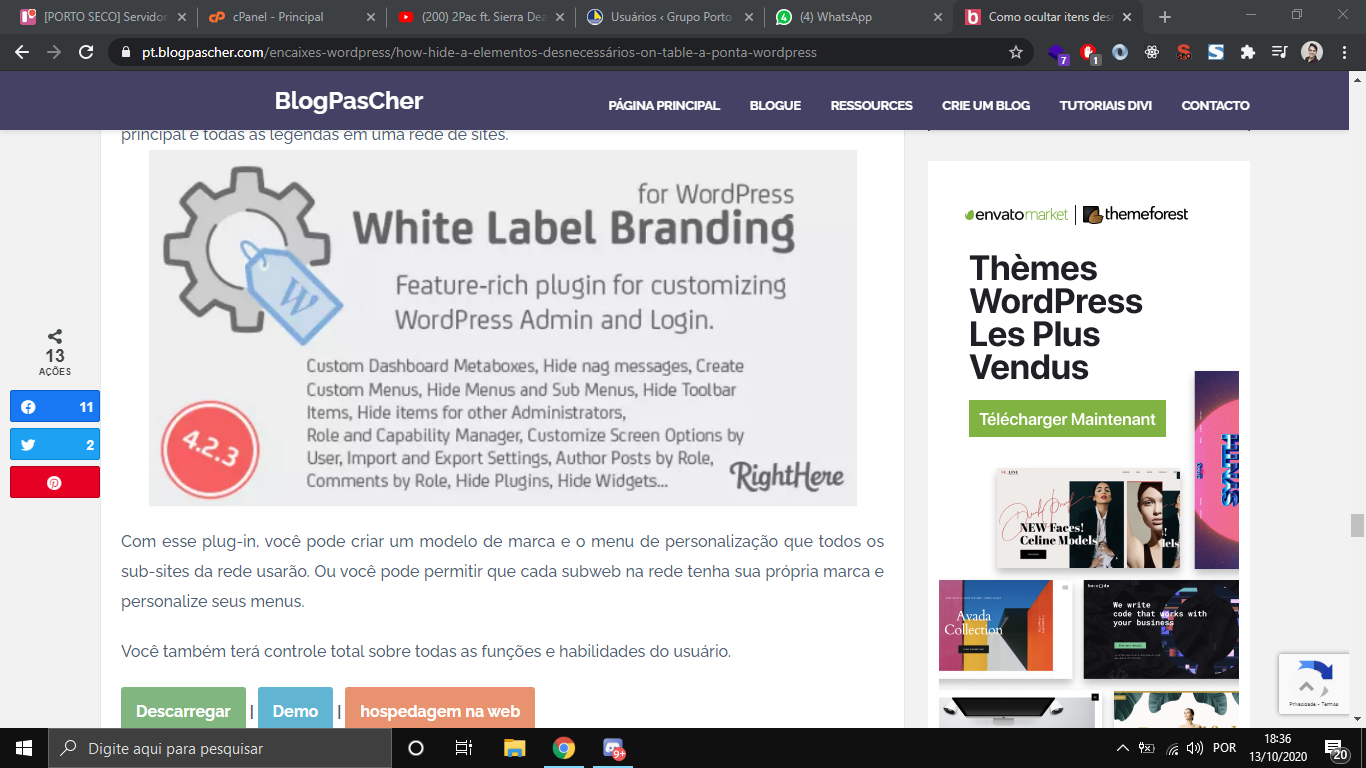 [PORTO SECO] Servidor
cPanel - Principal
(200) 2Pac ft. Sierra Dea
Usuários ‹ Grupo Porto
(4) WhatsApp
Como ocultar itens des
pt.blogpascher.com/encaixes-wordpress/how-hide-a-elementos-desnecessários-on-table-a-ponta-wordpress
7
1
BlogPasCher
PÁGINA PRINCIPAL
BLOGUE
RESSOURCES
CRIE UM BLOG
TUTORIAIS DIVI
CONTACTO
principal e todas as legendas em uma rede de sites.
for WordPress
White Label Branding
Feature-rich plugin for customizing
WordPress Admin and Login.
W
Custom Dashboard Metaboxes, Hide nag messages, Create
Custom Menus, Hide Menus and Sub Menus, Hide Toolbar
Items, Hide items for other Administrators,
Role and Capability Manager, Customize Screen Options by
User, Import and Export Settings, Author Posts by Role,
Comments by Role, Hide Plugins, Hide Widgets...
4.2.3
RightHere
13
AÇÕES
11
2
Com esse plug-in, você pode criar um modelo de marca e o menu de personalização que todos os
sub-sites da rede usarão. Ou você pode permitir que cada subweb na rede tenha sua própria marca e
personalize seus menus.
Você também terá controle total sobre todas as funções e habilidades do usuário.
Descarregar | Demo | hospedagem na web
envatomarket | themeforest
Thèmes
WordPress
Les Plus
Vendus
Télécharger Maintenant
SYNTH
NEW Faces!
Celine Models
Avada
Collection
We write
code that works with
your business
Privacidade - Termos
Digite aqui para pesquisar
9+
POR
18:36
13/10/2020
20